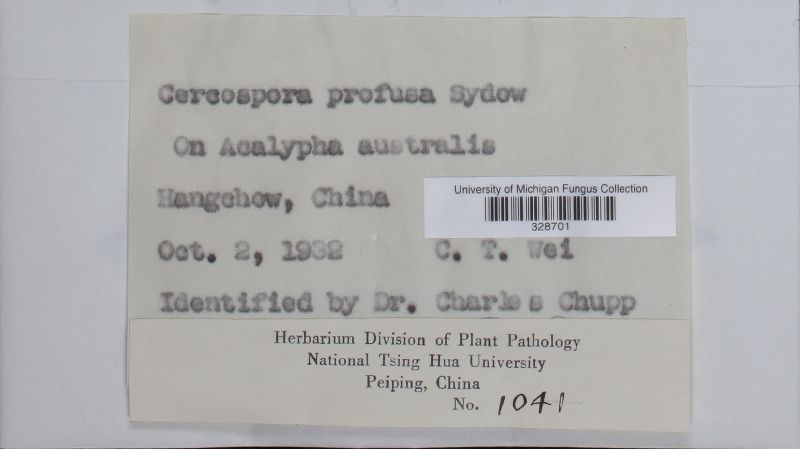 Cercospora profusa Sydow
On Acalypha australis
Hangchow, China
University of Michigan Fungus Collection
328701
Oct. 2, 1932 C. T. Wei
Identified by Dr. Charles Chupp
Herbarium Division of Plant Pathology
National Tsing Hua University
Peiping, China
No. 1041